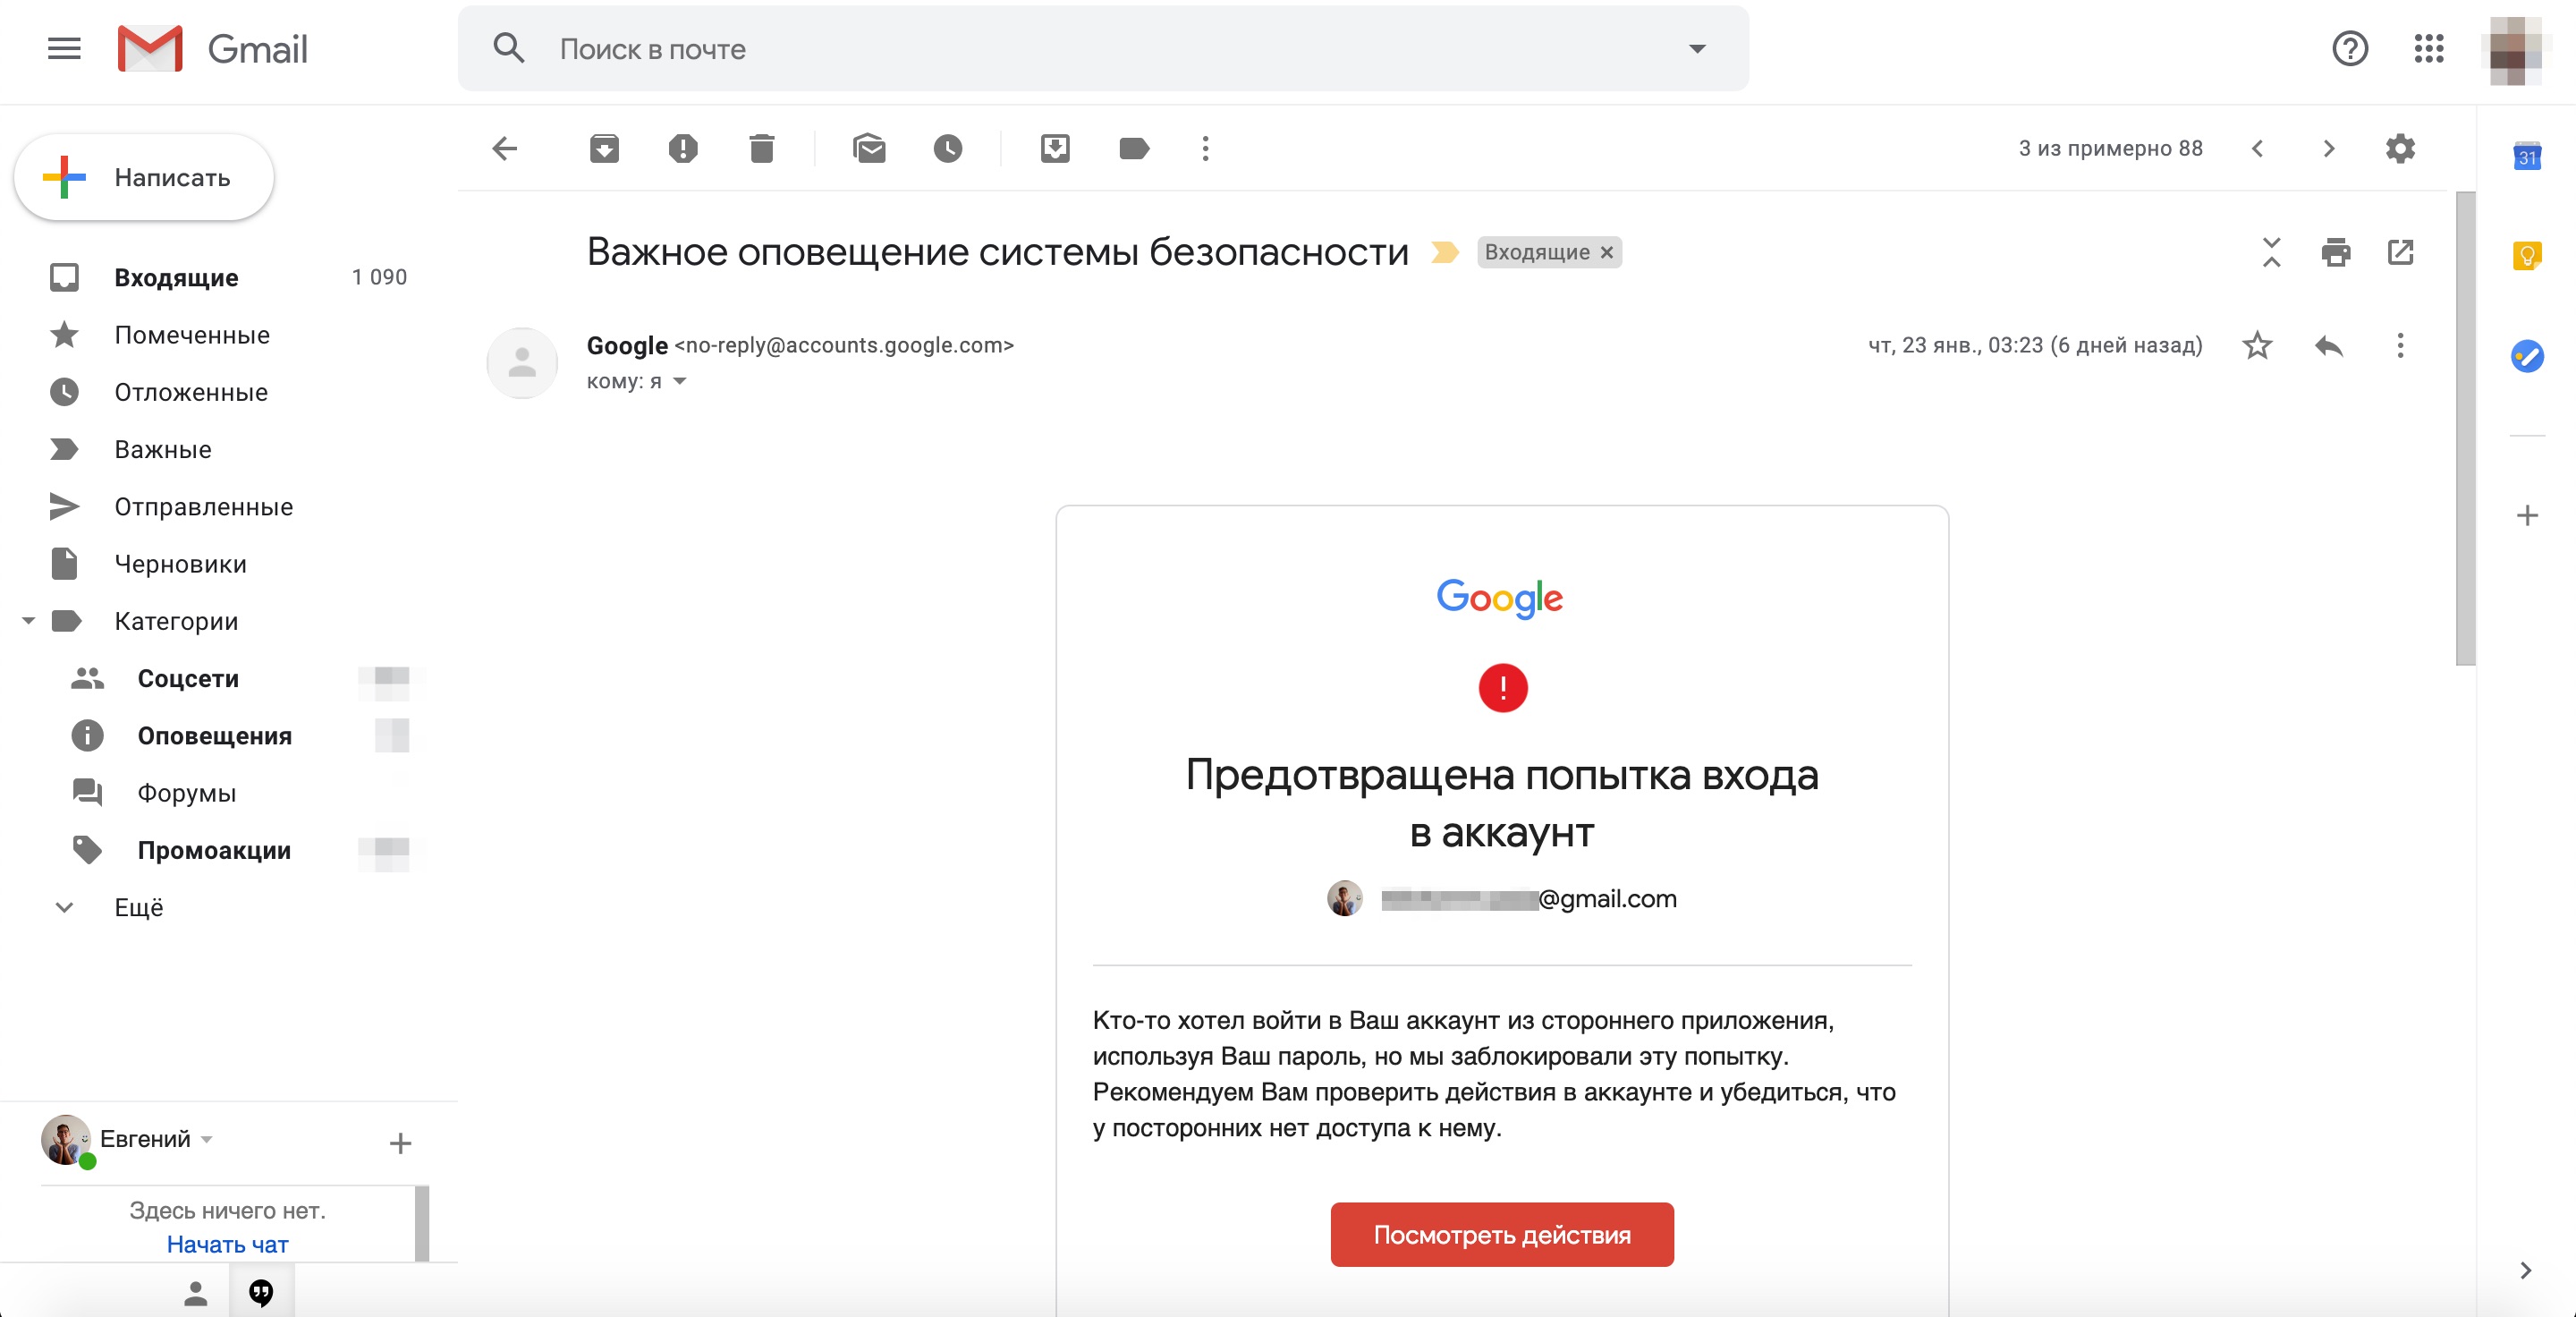 Gmail
Поиск в почте
Написать
3 из примерно 88
31
Важное оповещение системы безопасности
Входящие ×
Входящие 1 090
Помеченные
Отложенные
Важные
Отправленные
Черновики
Категории
Соцсети
Оповещения
Форумы
Промоакции
Ещё
Google <no-reply@accounts.google.com>
чт, 23 янв., 03:23 (6 дней назад)
кому: я
Google
Предотвращена попытка входа
в аккаунт
@gmail.com
Кто-то хотел войти в Ваш аккаунт из стороннего приложения,
используя Ваш пароль, но мы заблокировали эту попытку.
Рекомендуем Вам проверить действия в аккаунте и убедиться, что
у посторонних нет доступа к нему.
Посмотреть действия
Евгений
Здесь ничего нет.
Начать чат